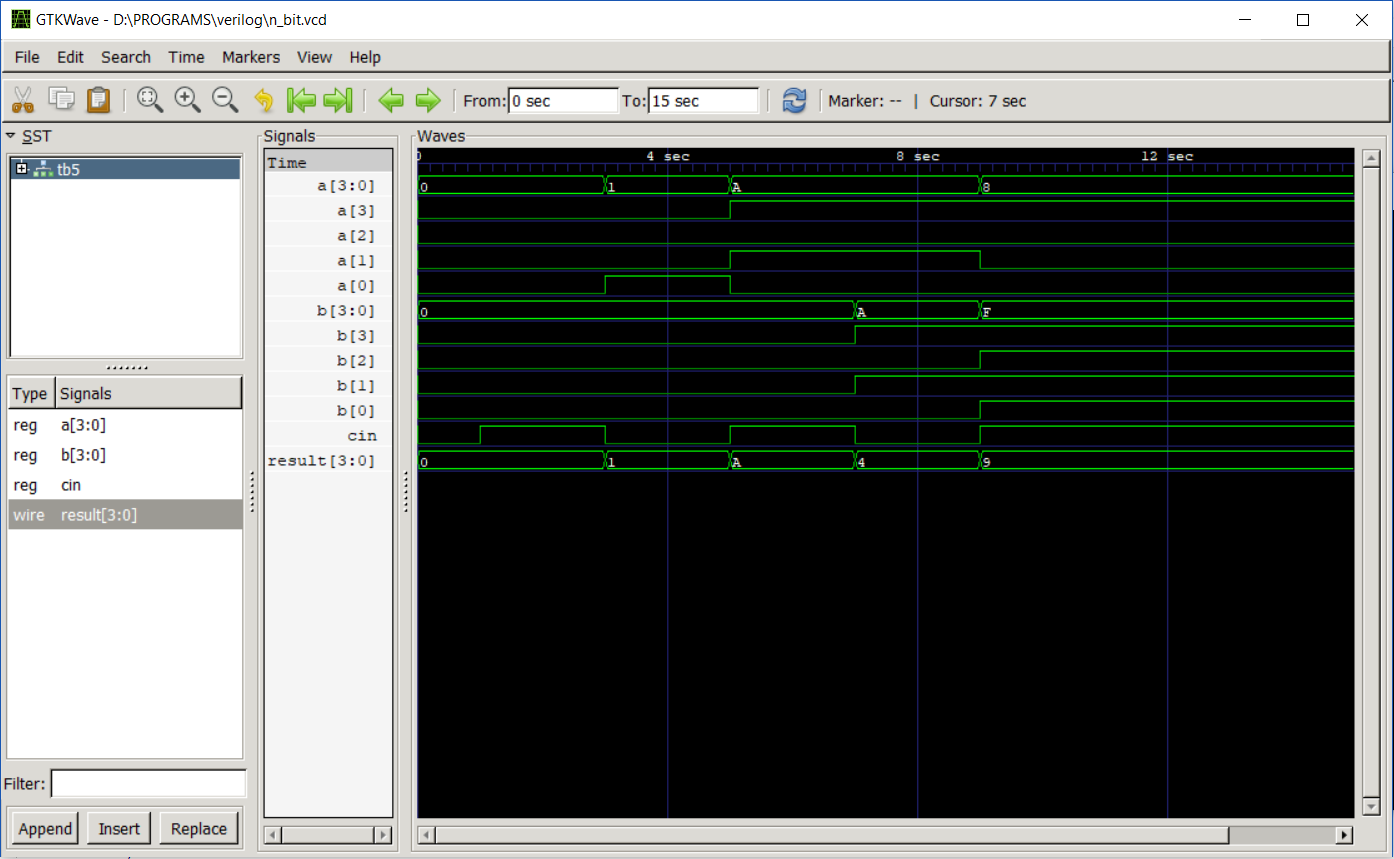 GTKWave - D:\PROGRAMS\verilog\n_bit.vcd
File Edit Search Time Markers View Help
From: 0 sec To: 15 sec Marker: -- | Cursor: 7 sec
SST
tb5
Type Signals
reg a[3:0]
reg b[3:0]
reg cin
wire result[3:0]
Filter:
Append Insert Replace
Signals
Time
a[3:0]
a[3]
a[2]
a[1]
a[0]
b[3:0]
b[3]
b[2]
b[1]
b[0]
cin
result[3:0]
Waves
0 4 sec 8 sec 12 sec
0 1 A 8
0 A F
0 1 A 4 9